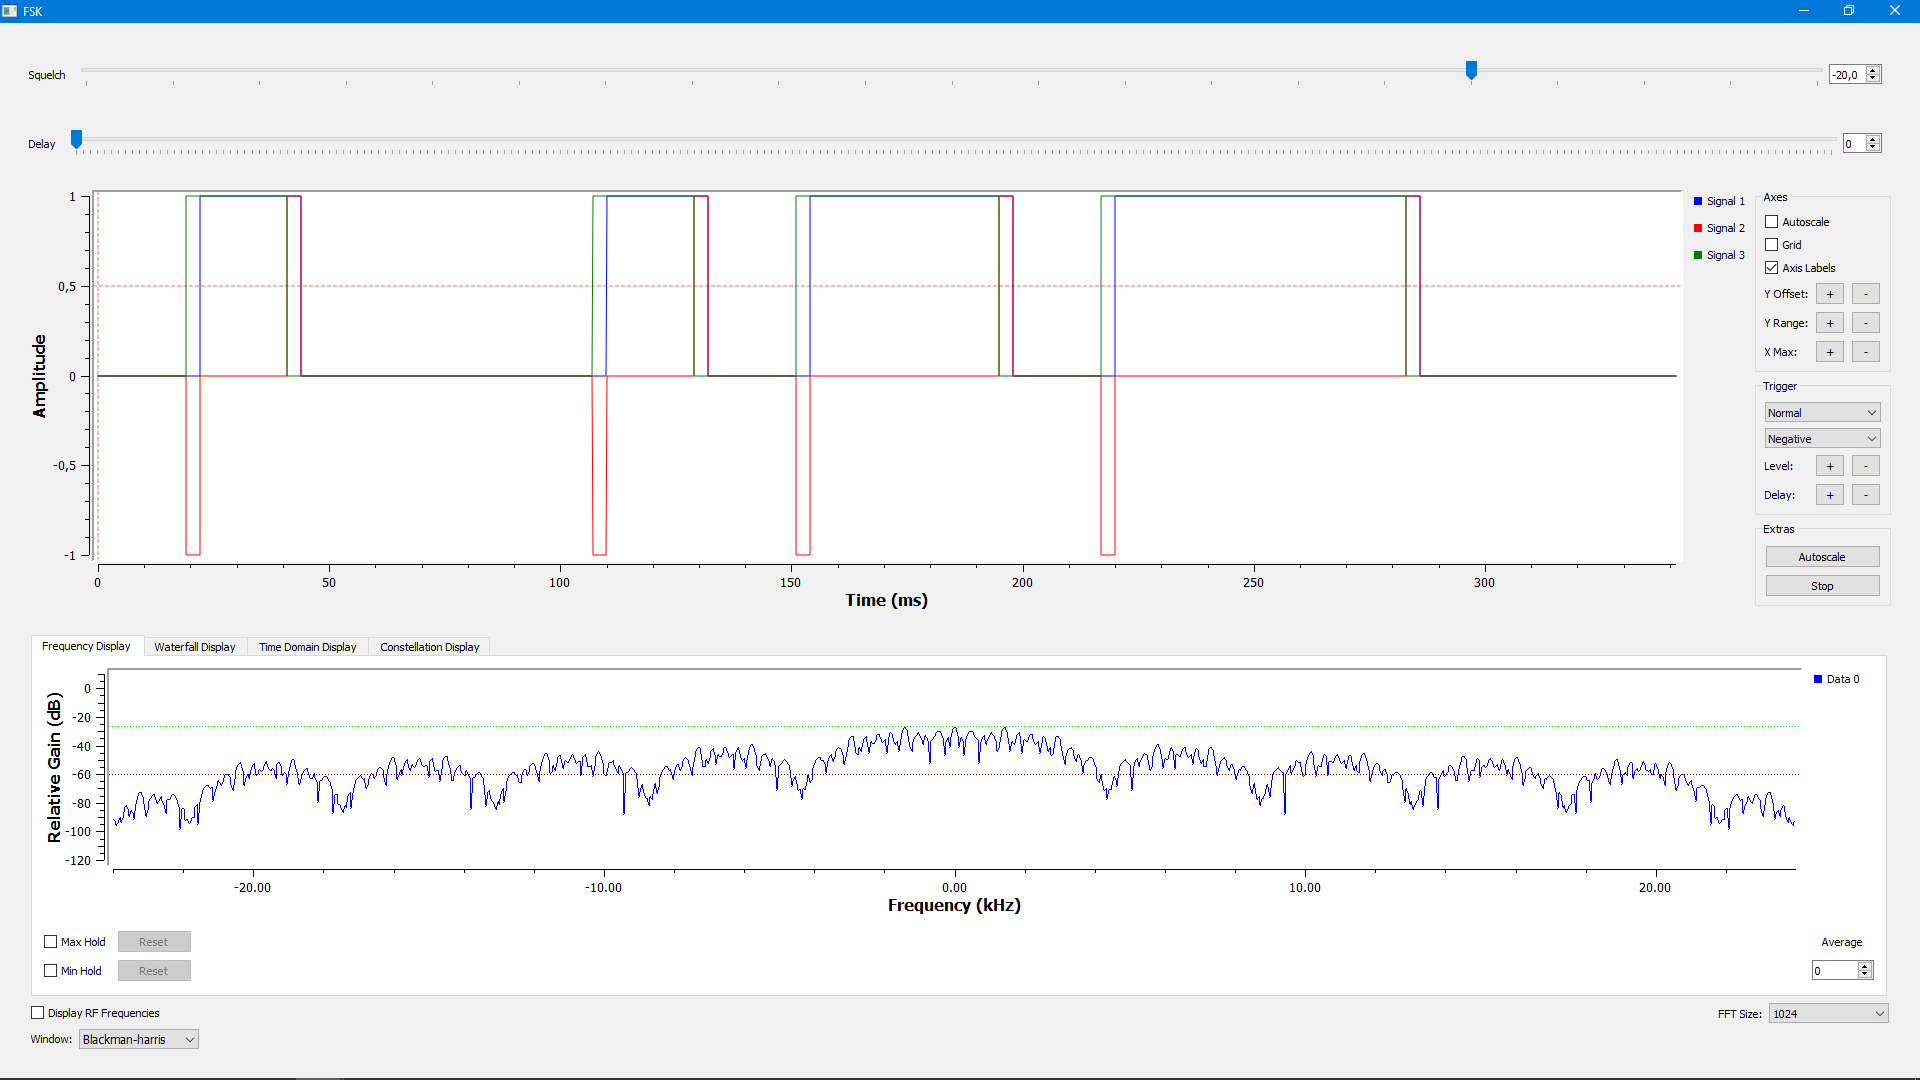 FSK
Squelch
-20,0
Delay
0
1
0,5
0
-0,5
-1
Amplitude
0 50 100 150 200 250 300
Time (ms)
Signal 1
Signal 2
Signal 3
Axes
Autoscale
Grid
Axis Labels
Y Offset: + -
Y Range: + -
X Max: + -
Trigger
Normal
Negative
Level: + -
Delay: + -
Extras
Autoscale
Stop
Frequency Display Waterfall Display Time Domain Display Constellation Display
0
-20
-40
-60
-80
-100
-120
Relative Gain (dB)
-20.00 -10.00 0.00 10.00 20.00
Frequency (kHz)
Data 0
Max Hold Reset
Min Hold Reset
Average
0
Display RF Frequencies
Window: Blackman-harris
FFT Size: 1024